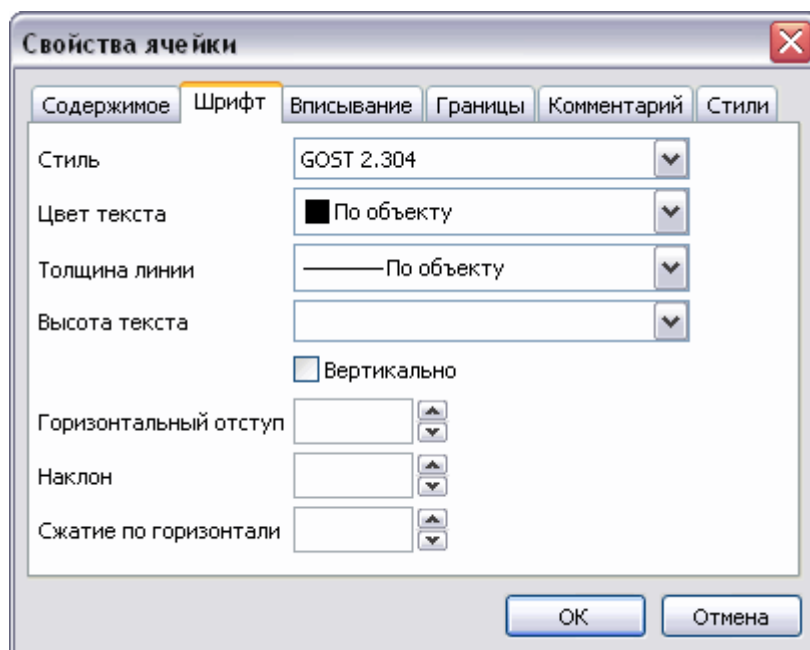 Свойства ячейки
Содержимое Шрифт Вписывание Границы Комментарий Стили
Стиль GOST 2.304
Цвет текста По объекту
Толщина линии По объекту
Высота текста
Вертикально
Горизонтальный отступ
Наклон
Сжатие по горизонтали
ОК Отмена